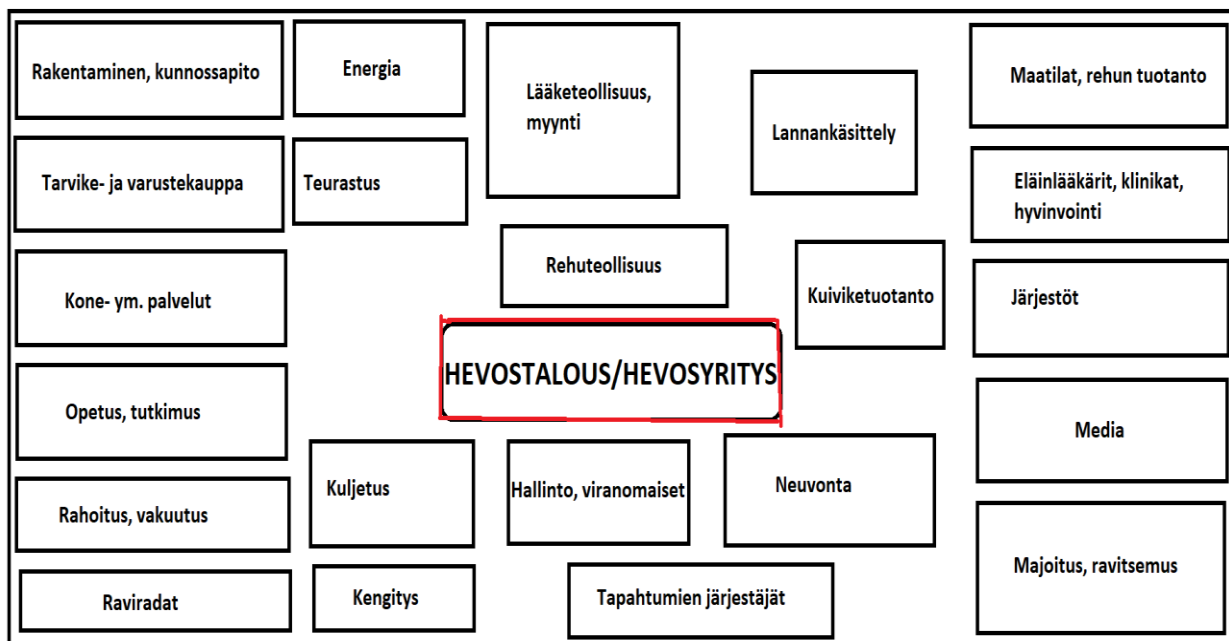 Rakentaminen, kunnossapito
Energia
Lääketeollisuus,
myynti
Lannankäsittely
Maatilat, rehun tuotanto
Tarvike- ja varustekauppa
Teurastus
Eläinlääkärit, klinikat,
hyvinvointi
Rehuteollisuus
Kuiviketuotanto
Kone- ym. palvelut
Järjestöt
HEVOSTALOUS/HEVOSYRITYS
Opetus, tutkimus
Media
Kuljetus
Hallinto, viranomaiset
Neuvonta
Rahoitus, vakuutus
Majoitus, ravitsemus
Raviradat
Kengitys
Tapahtumien järjestäjät